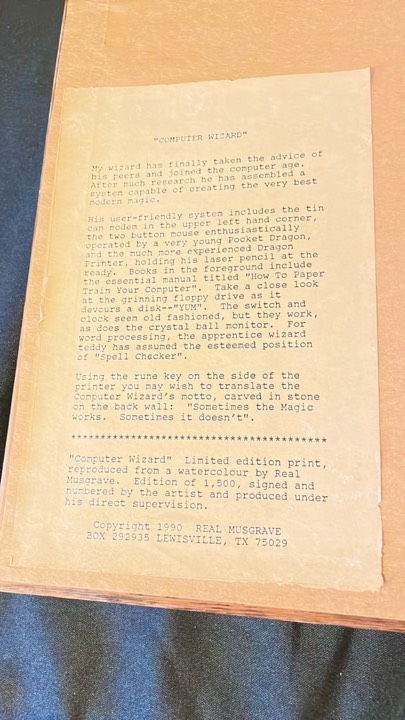 "COMPUTER WIZARD"
My wizard has finally taken the advice of
his peers and joined the computer age.
After much research he has assembled a
system capable of creating the very best
modern magic.
His user-friendly system includes the tin
can modem in the upper left hand corner,
the two button mouse enthusiastically
operated by a very young Pocket Dragon,
and the much more experienced Dragon
Printer, holding his laser pencil at the
ready.  Books in the foreground include
the essential manual titled "How To Paper
Train Your Computer".  Take a close look
at the grinning floppy drive as it
devours a disk--"YUM".  The switch and
clock seem old fashioned, but they work,
as does the crystal ball monitor.  For
word processing, the apprentice wizard
teddy has assumed the esteemed position
of "Spell Checker".
Using the rune key on the side of the
printer you may wish to translate the
Computer Wizard's motto, carved in stone
on the back wall:  "Sometimes the Magic
works.  Sometimes it doesn't".
****************************************
"Computer Wizard"  Limited edition print,
reproduced from a watercolour by Real
Musgrave.  Edition of 1,500, signed and
numbered by the artist and produced under
his direct supervision.
Copyright 1990  REAL MUSGRAVE
BOX 292935 LEWISVILLE, TX 75029